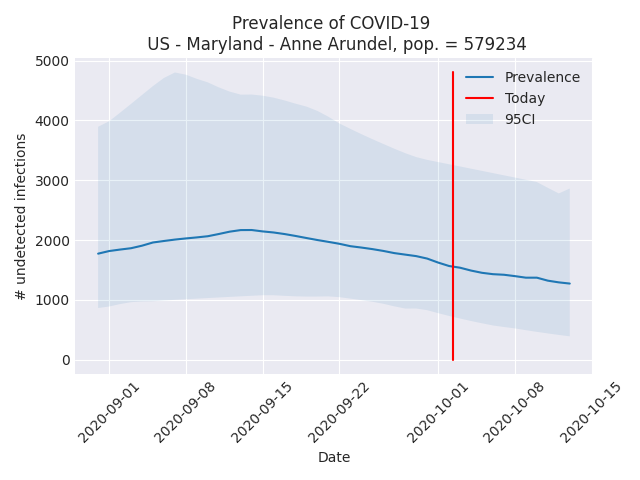 Prevalence of COVID-19
US - Maryland - Anne Arundel, pop. = 579234
5000
4000
3000
2000
1000
0
# undetected infections
Prevalence
Today
95CI
2020-09-01
2020-09-08
2020-09-15
2020-09-22
2020-10-01
2020-10-08
2020-10-15
Date